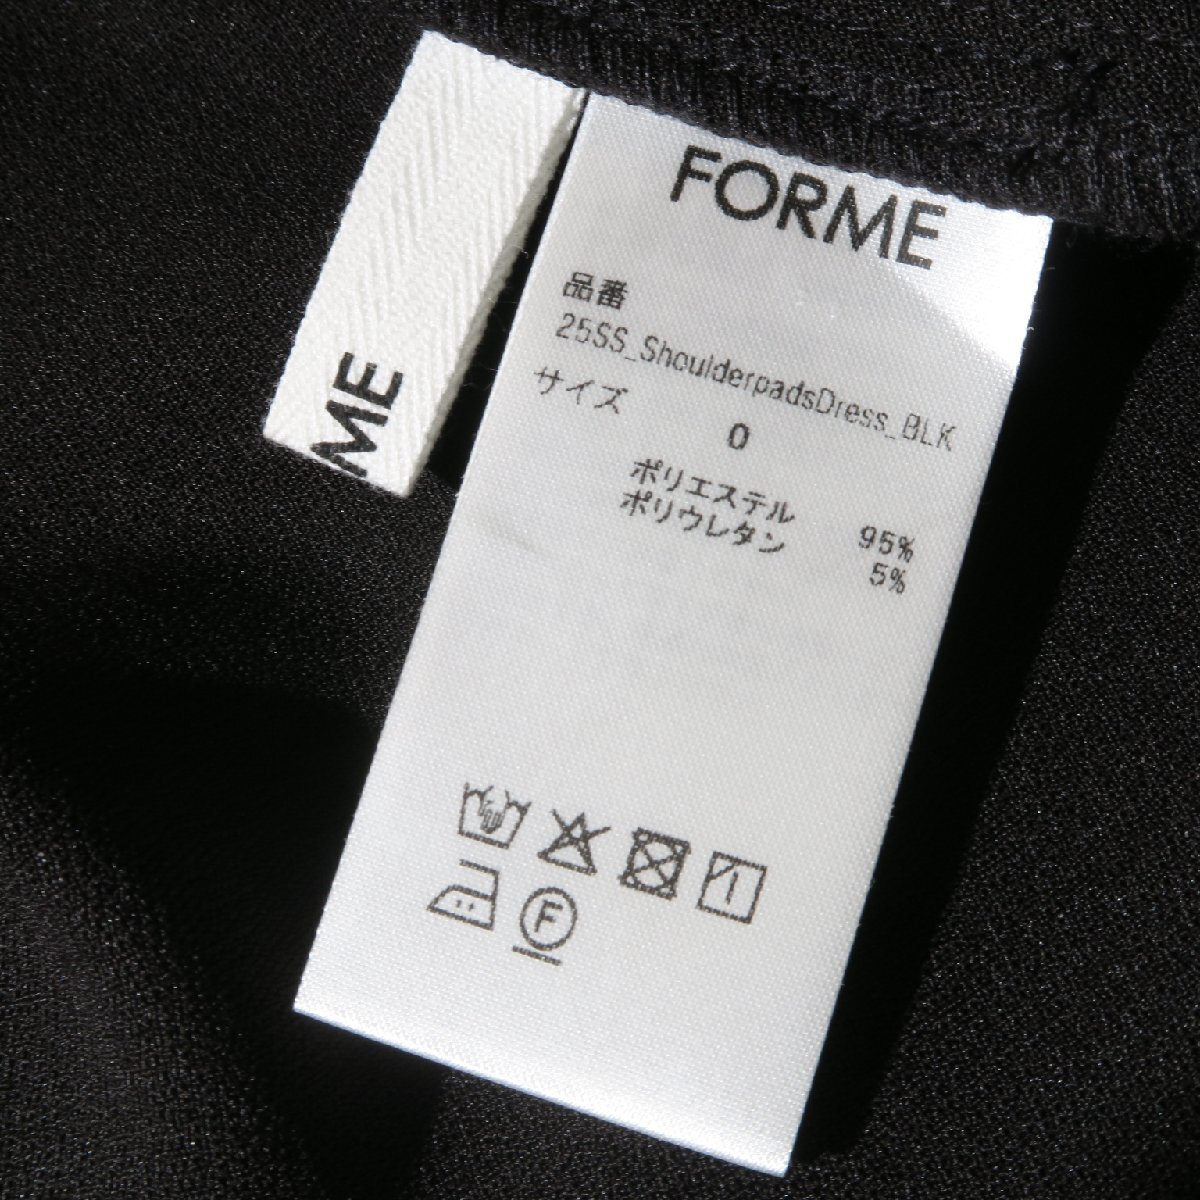 FORME
品番
25SS_ShoulderpadsDress_BLK
サイズ
0
ポリエステル 95%
ポリウレタン 5%
F
ME